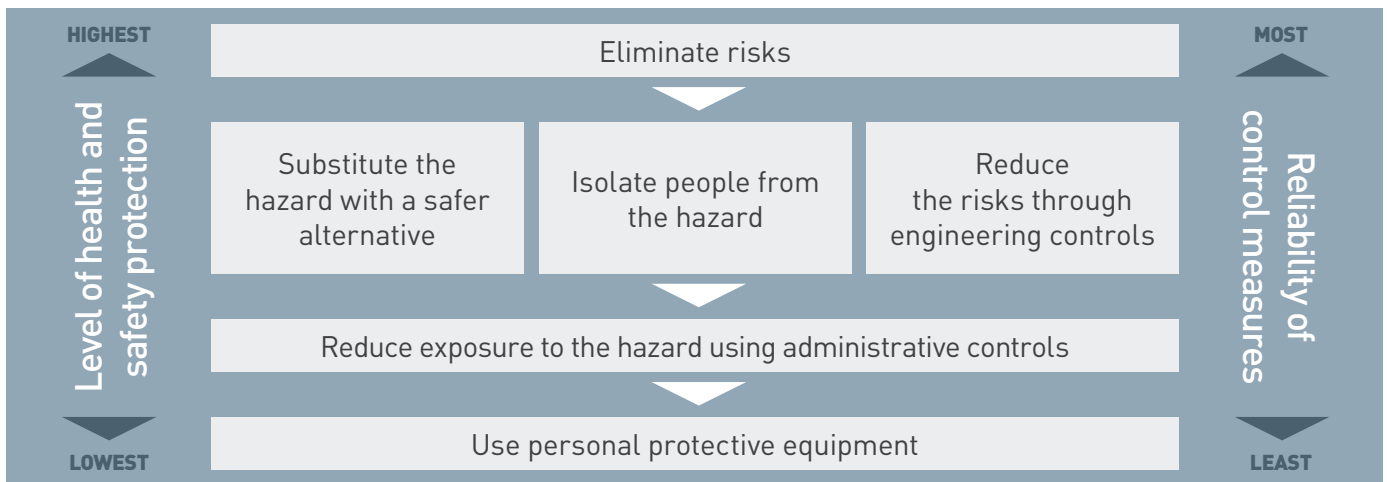 HIGHEST
MOST
Eliminate risks
Level of health and
safety protection
Substitute the
hazard with a safer
alternative
Isolate people from
the hazard
Reduce
the risks through
engineering controls
Reliability of
control measures
Reduce exposure to the hazard using administrative controls
Use personal protective equipment
LOWEST
LEAST